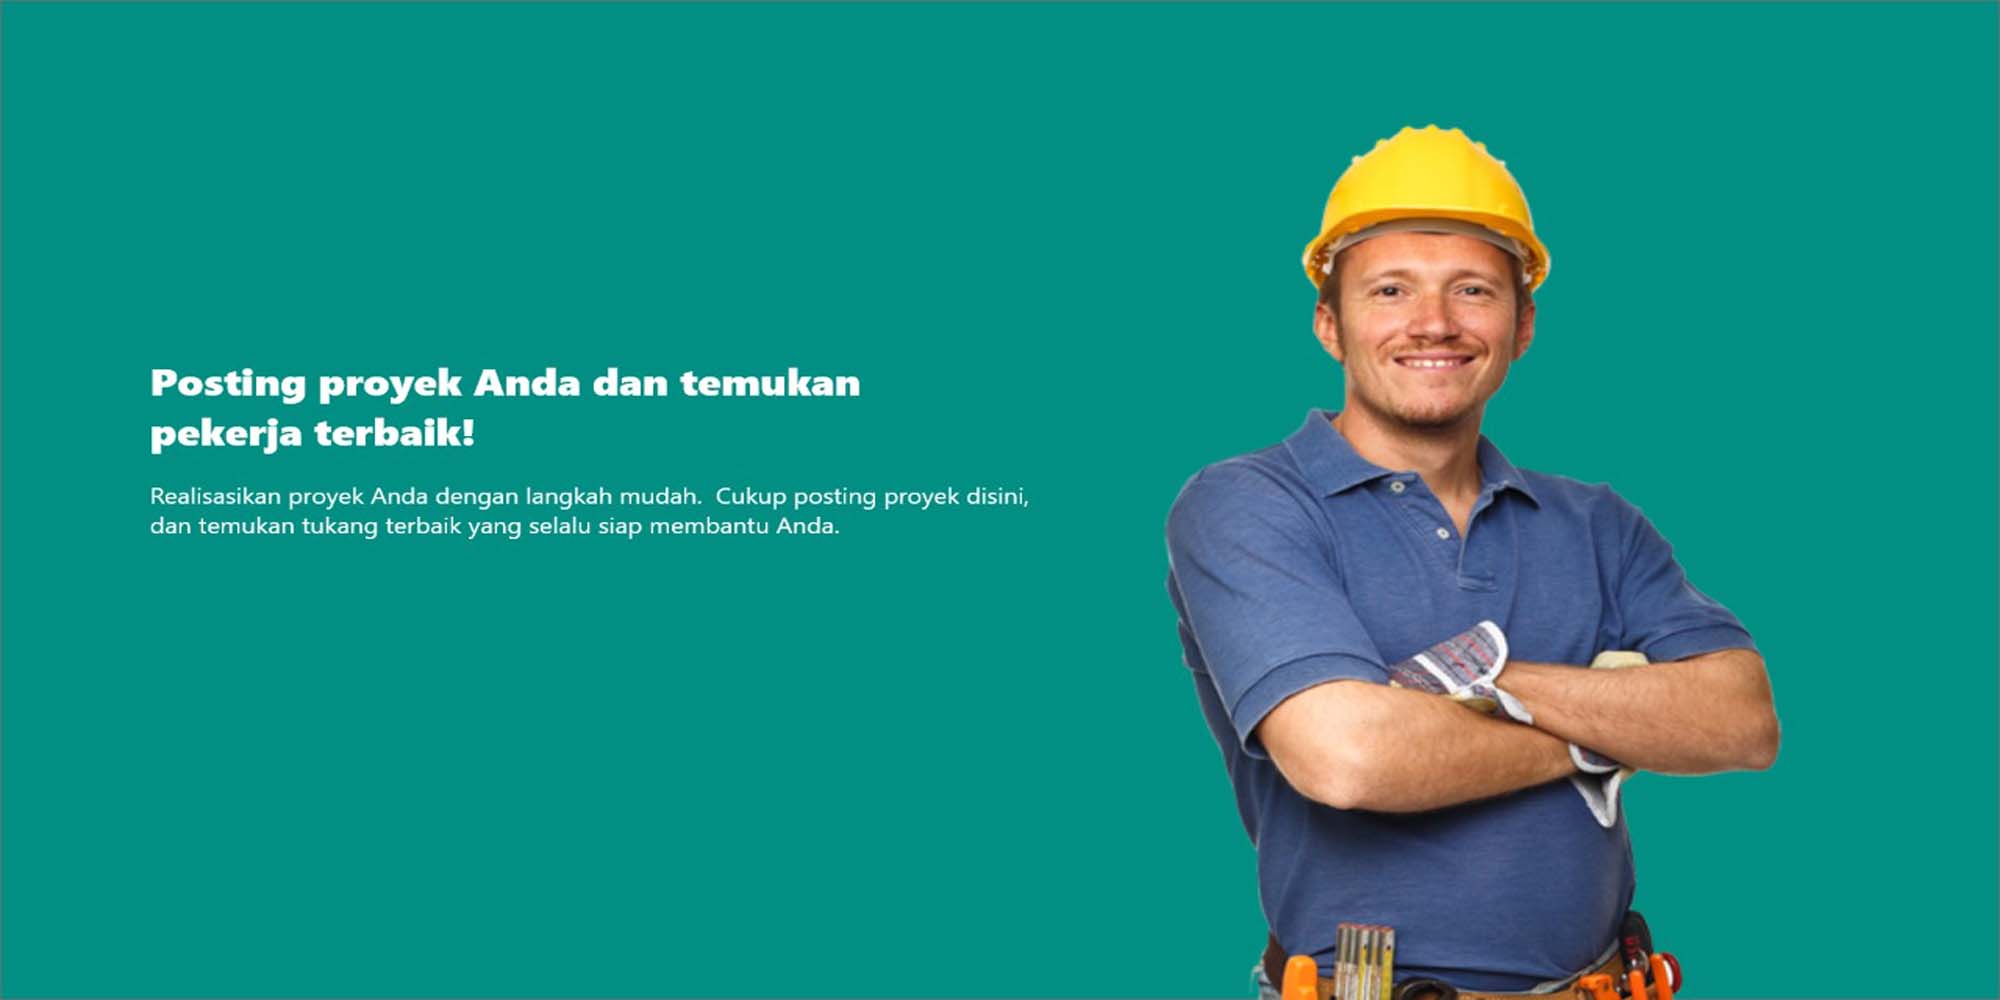 Posting proyek Anda dan temukan
pekerja terbaik!
Realisasikan proyek Anda dengan langkah mudah.  Cukup posting proyek disini,
dan temukan tukang terbaik yang selalu siap membantu Anda.